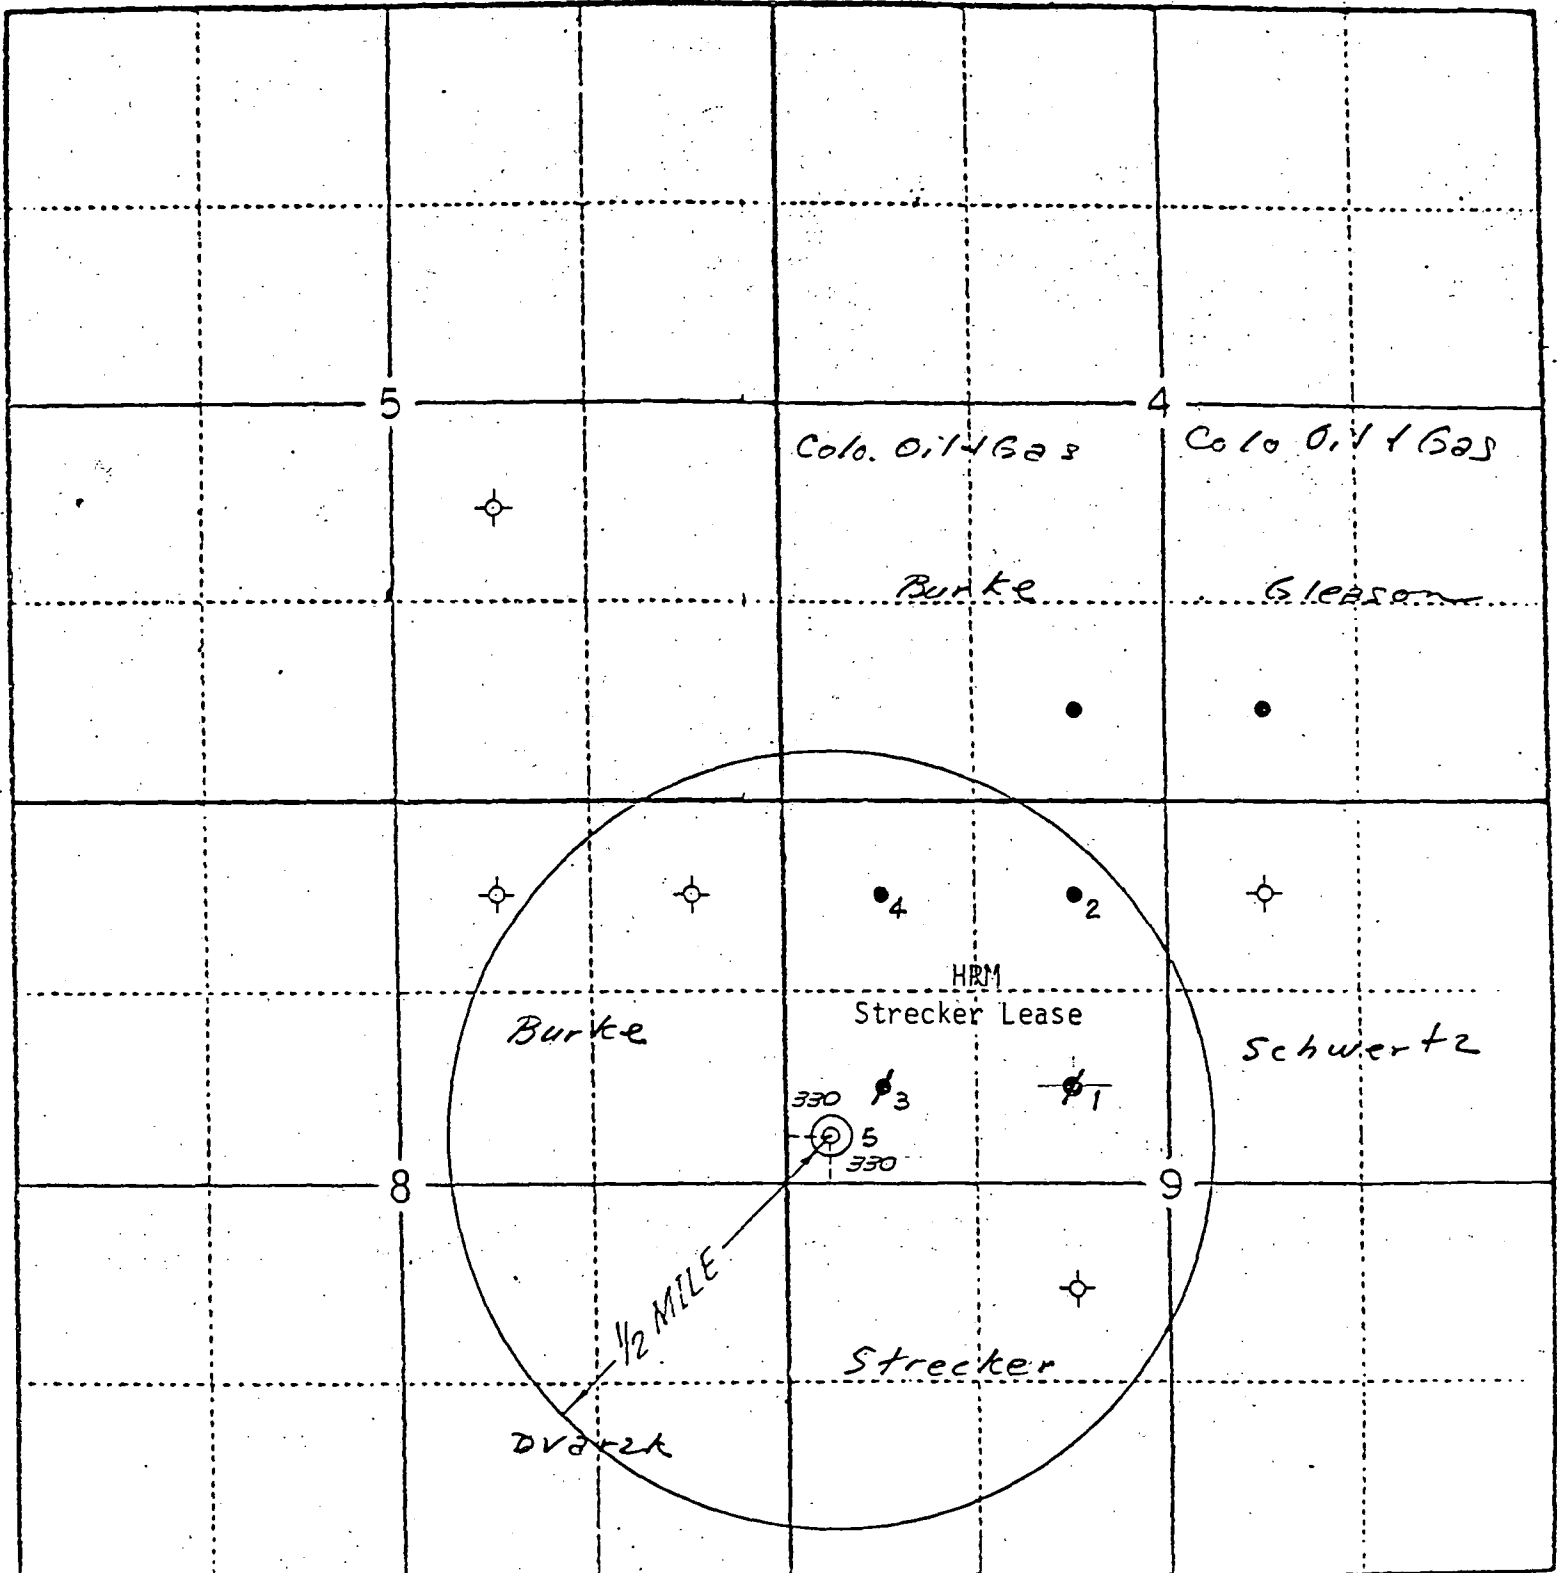 5
4
Colo. Oil & Gas
Colo Oil & Gas
Burke
Gleason
4
2
HRM
Strecker Lease
Burke
Schwertz
330
3
1
5
330
8
9
1/2 MILE
Strecker
Dvarzk